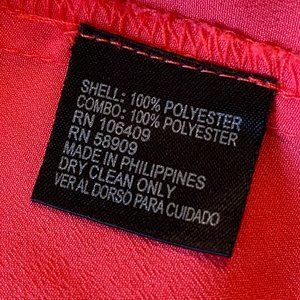 SHELL: 100% POLYESTER
COMBO: 100% POLYESTER
RN 106409
RN 58909
MADE IN PHILIPPINES
DRY CLEAN ONLY
VER AL DORSO PARA CUIDADO